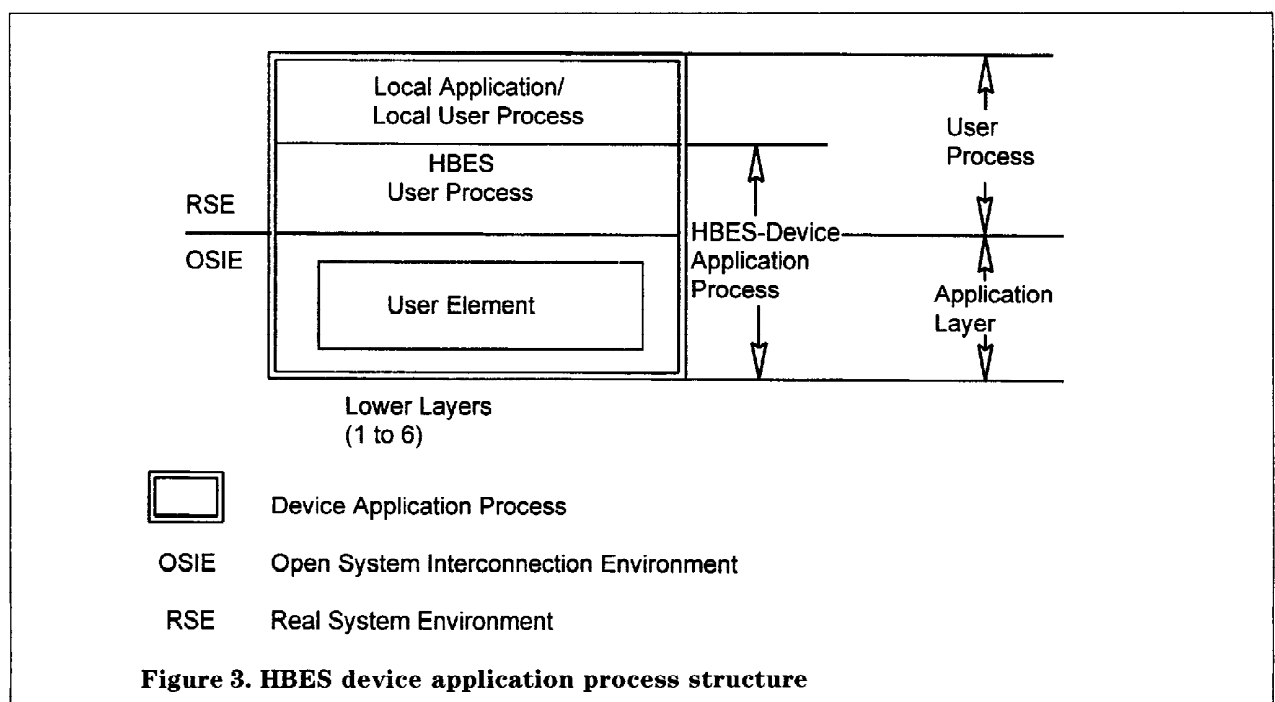 Local Application/
Local User Process
HBES
User Process
RSE
OSIE
User Element
HBES-Device
Application
Process
User
Process
Application
Layer
Lower Layers
(1 to 6)
Device Application Process
OSIE Open System Interconnection Environment
RSE Real System Environment
Figure 3. HBES device application process structure